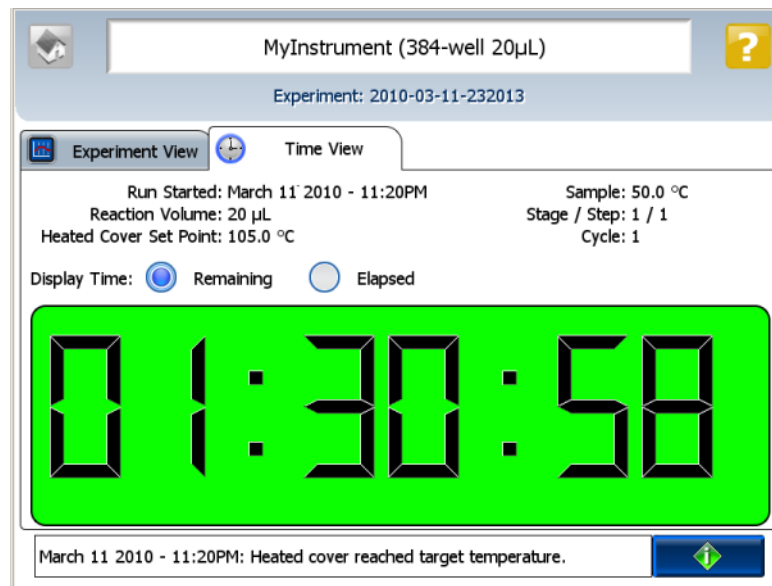 MyInstrument (384-well 20µL)
?
Experiment: 2010-03-11-232013
Experiment View
Time View
Run Started: March 11 2010 - 11:20PM
Sample: 50.0 °C
Reaction Volume: 20 µL
Stage / Step: 1 / 1
Heated Cover Set Point: 105.0 °C
Cycle: 1
Display Time: Remaining Elapsed
01:30:58
March 11 2010 - 11:20PM: Heated cover reached target temperature.
i